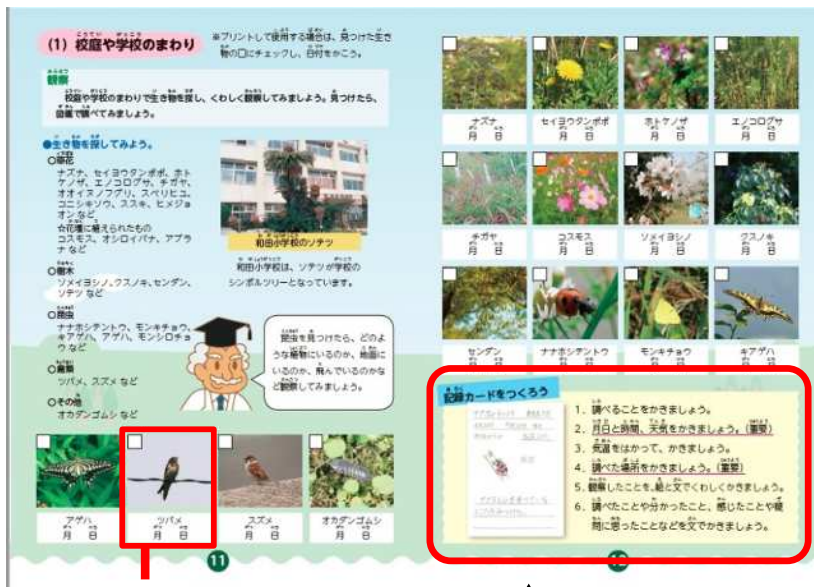 (1) 校庭や学校のまわり
※プリントして使用する場合は、見つけた生き
物の□にチェックし、日付をかこう。
観察
校庭や学校のまわりで生き物を探し、くわしく観察してみましょう。見つけたら、
図鑑で調べてみましょう。
●生き物を探してみよう。
○草花
ナズナ、セイヨウタンポポ、ホト
ケノザ、エノコログサ、チガヤ、
オオイヌノフグリ、スベリヒユ、
コニシキソウ、ススキ、ヒメジョ
オン など
☆花壇に植えられたもの
コスモス、オシロイバナ、アブラ
ナ など
○樹木
ソメイヨシノ、クスノキ、センダン、
ソテツ など
○昆虫
ナナホシテントウ、モンキチョウ、
キアゲハ、アゲハ、モンシロチョ
ウ など
○鳥類
ツバメ、スズメ など
○その他
オカダンゴムシ など
和田小学校のソテツ
和田小学校は、ソテツが学校の
シンボルツリーとなっています。
昆虫を見つけたら、どのよ
うな植物にいるのか、地面に
いるのか、飛んでいるのかな
ど観察してみましょう。
アゲハ
月 日
ツバメ
月 日
スズメ
月 日
オカダンゴムシ
月 日
11
ナズナ
月 日
セイヨウタンポポ
月 日
ホトケノザ
月 日
エノコログサ
月 日
チガヤ
月 日
コスモス
月 日
ソメイヨシノ
月 日
クスノキ
月 日
センダン
月 日
ナナホシテントウ
月 日
モンキチョウ
月 日
キアゲハ
月 日
記録カードをつくろう
1. 調べることをかきましょう。
2. 月日と時間、天気をかきましょう。(重要)
3. 気温をはかって、かきましょう。
4. 調べた場所をかきましょう。(重要)
5. 観察したことを、絵と文でくわしくかきましょう。
6. 調べたことや分かったこと、感じたことや疑
問に思ったことなどを文でかきましょう。